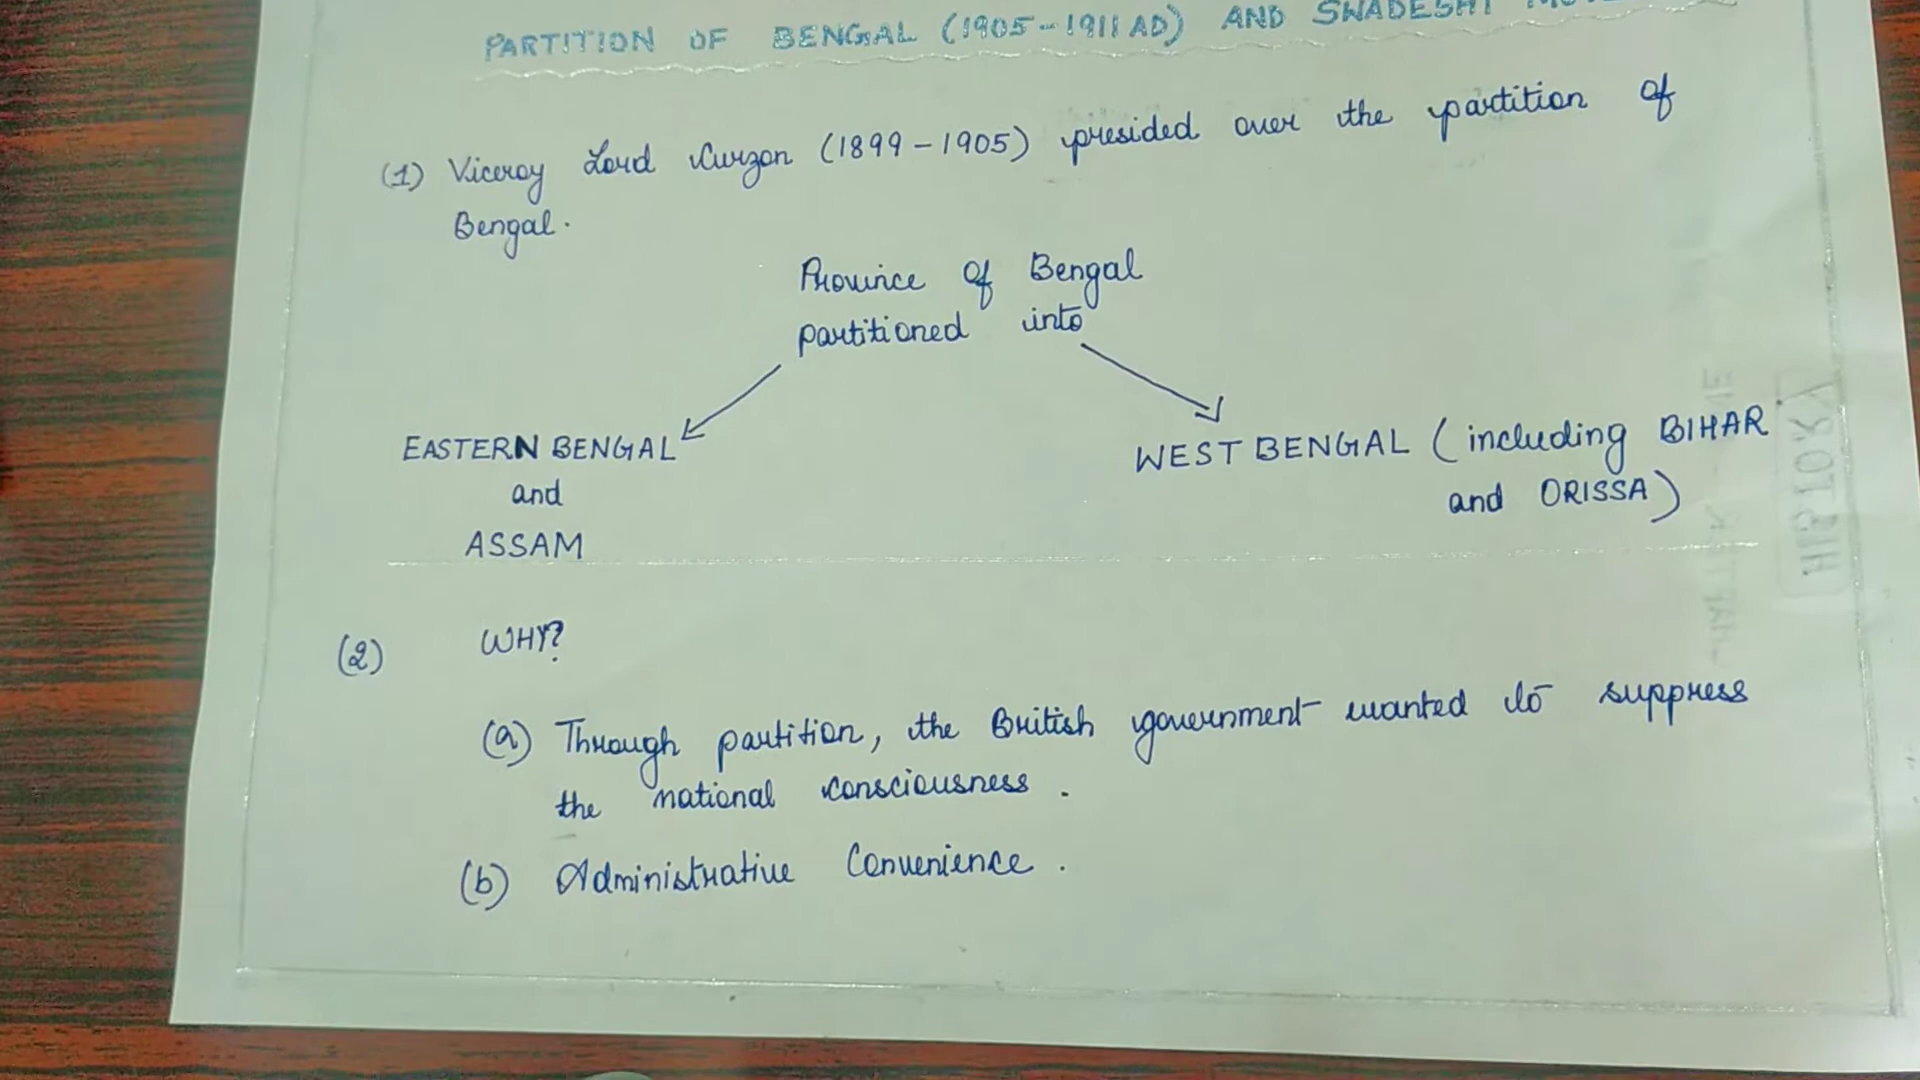 PARTITION OF BENGAL (1905-1911 AD) AND SWADESHI
(1) Viceroy Lord Curzon (1899-1905) presided over the partition of
Bengal.
Province of Bengal
partitioned into
EASTERN BENGAL
and
ASSAM
WEST BENGAL (including BIHAR
and ORISSA)
(2) WHY?
(a) Through partition, the British government wanted to suppress
the national consciousness.
(b) Administrative Convenience.
HISTORY